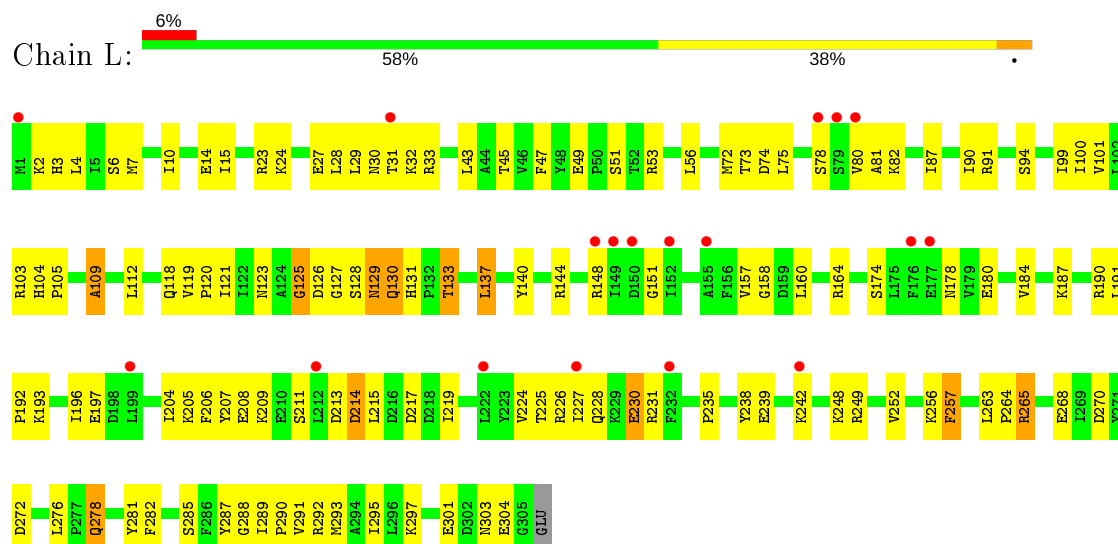 6%
Chain L:
58% 38% •
M1 K2 H3 L4 I5 S6 M7 I10 E14 I15 R23 K24 E27 L28 L29 N30 T31 K32 R33 L43 A44 T45 V46 F47 Y48 E49 P50 S51 T52 R53 L56 M72 T73 D74 L75 S78 S79 V80 A81 K82 I87 I90 R91 S94 I99 I100 V101 L102
R103 H104 P105 A109 L112 Q118 V119 P120 I121 I122 N123 A124 G125 D126 G127 S128 N129 Q130 H131 P132 T133 L137 Y140 R144 R148 I149 D150 G151 I152 A155 F156 V157 G158 D159 L160 R164 S174 L175 F176 E177 N178 V179 E180 V184 K187 R190 L191
P192 K193 I196 E197 D198 L199 I204 K205 F206 Y207 E208 K209 E210 S211 L212 D213 D214 L215 D216 D217 D218 I219 L222 Y223 V224 T225 R226 I227 Q228 K229 E230 R231 F232 P235 Y238 E239 K242 K248 R249 V252 K256 F257 L263 P264 R265 E268 I269 D270 Y271
D272 L276 P277 Q278 Y281 F282 S285 F286 Y287 G288 I289 P290 V291 R292 M293 A294 I295 L296 K297 E301 D302 N303 E304 G305 GLU